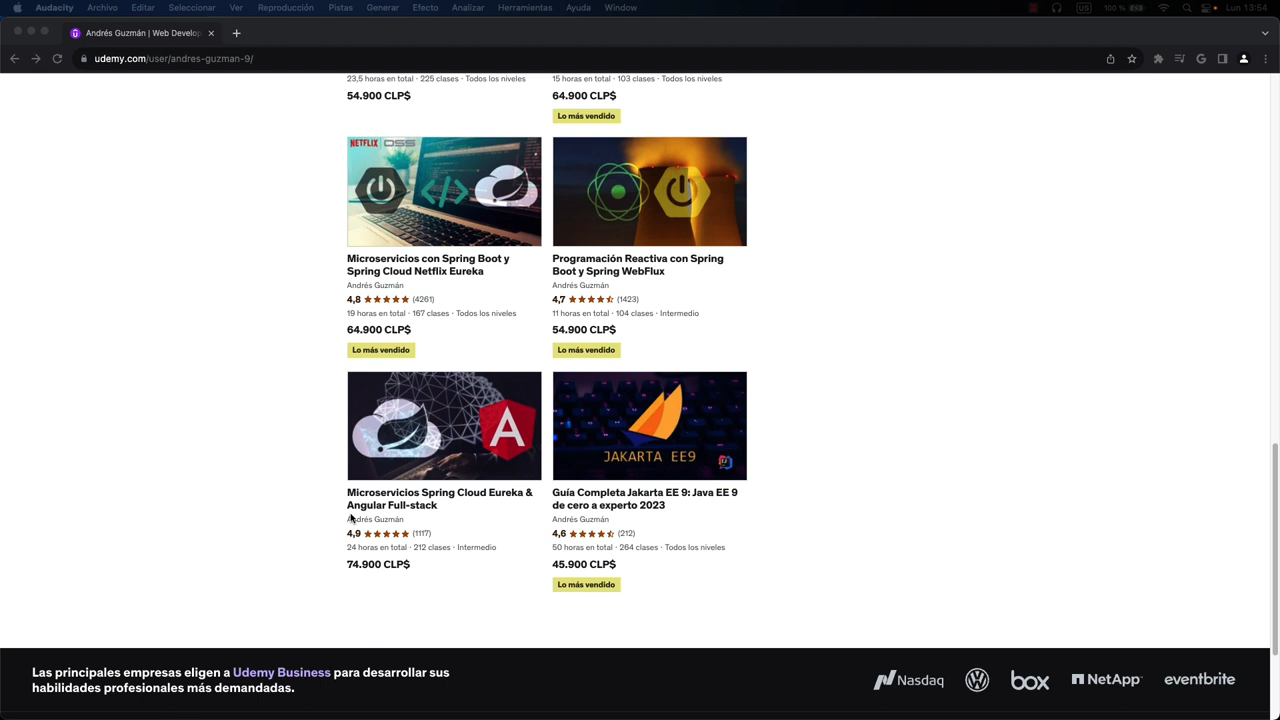 Audacity Archivo Editar Seleccionar Ver Reproducción Pistas Generar Efecto Analizar Herramientas Ayuda Window US 100 % Lun 13:54
Andrés Guzmán | Web Develop
udemy.com/user/andres-guzman-9/
23,5 horas en total · 225 clases · Todos los niveles
54.900 CLP$
15 horas en total · 103 clases · Todos los niveles
64.900 CLP$
Lo más vendido
NETFLIX OSS
Microservicios con Spring Boot y
Spring Cloud Netflix Eureka
Andrés Guzmán
4,8 (4261)
19 horas en total · 167 clases · Todos los niveles
64.900 CLP$
Lo más vendido
Programación Reactiva con Spring
Boot y Spring WebFlux
Andrés Guzmán
4,7 (1423)
11 horas en total · 104 clases · Intermedio
54.900 CLP$
Lo más vendido
A
Microservicios Spring Cloud Eureka &
Angular Full-stack
Andrés Guzmán
4,9 (1117)
24 horas en total · 212 clases · Intermedio
74.900 CLP$
JAKARTA EE9
Guía Completa Jakarta EE 9: Java EE 9
de cero a experto 2023
Andrés Guzmán
4,6 (212)
50 horas en total · 264 clases · Todos los niveles
45.900 CLP$
Lo más vendido
Las principales empresas eligen a Udemy Business para desarrollar sus
habilidades profesionales más demandadas.
Nasdaq box NetApp eventbrite